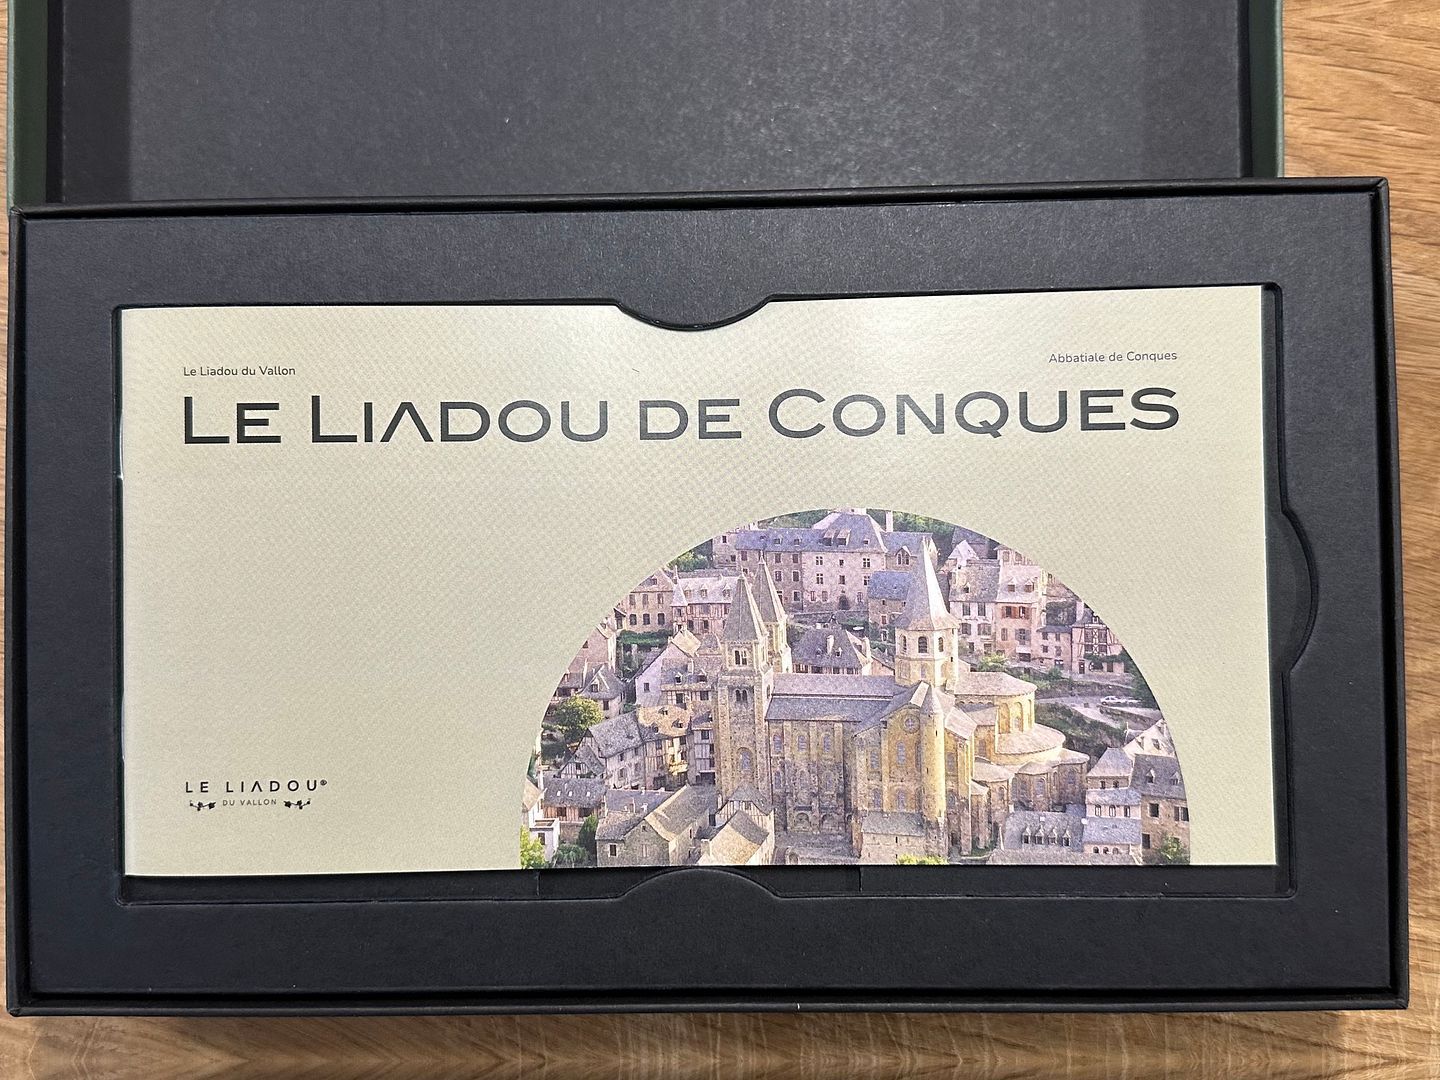 Le Liadou du Vallon
Abbatiale de Conques
LE LIADOU DE CONQUES
LE LIADOU®
DU VALLON